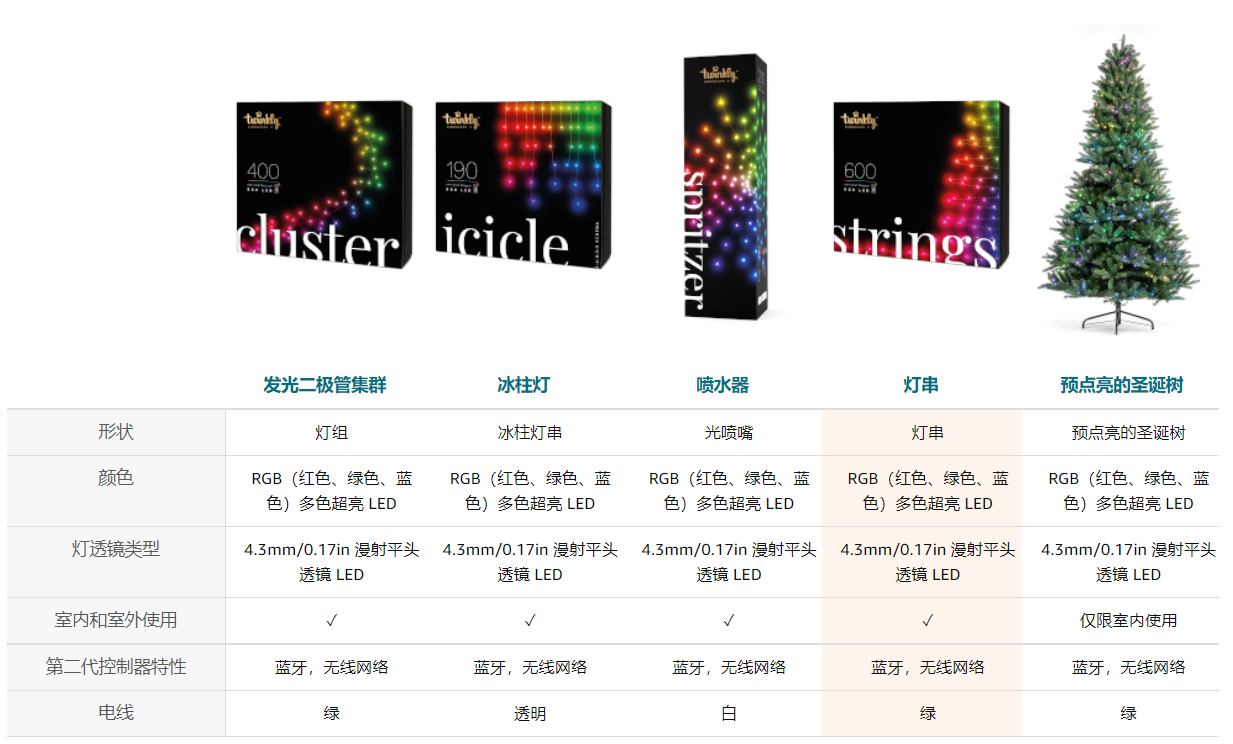 twinkly
400
RGB LED
cluster
twinkly
190
RGB LED
icicle
twinkly
spritzer
twinkly
600
RGB LED
strings
发光二极管集群 冰柱灯 喷水器 灯串 预点亮的圣诞树
形状 灯组 冰柱灯串 光喷嘴 灯串 预点亮的圣诞树
颜色 RGB（红色、绿色、蓝 RGB（红色、绿色、蓝 RGB（红色、绿色、蓝 RGB（红色、绿色、蓝 RGB（红色、绿色、蓝
色）多色超亮 LED 色）多色超亮 LED 色）多色超亮 LED 色）多色超亮 LED 色）多色超亮 LED
灯透镜类型 4.3mm/0.17in 漫射平头 4.3mm/0.17in 漫射平头 4.3mm/0.17in 漫射平头 4.3mm/0.17in 漫射平头 4.3mm/0.17in 漫射平头
透镜 LED 透镜 LED 透镜 LED 透镜 LED 透镜 LED
室内和室外使用 ✓ ✓ ✓ ✓ 仅限室内使用
第二代控制器特性 蓝牙，无线网络 蓝牙，无线网络 蓝牙，无线网络 蓝牙，无线网络 蓝牙，无线网络
电线 绿 透明 白 绿 绿